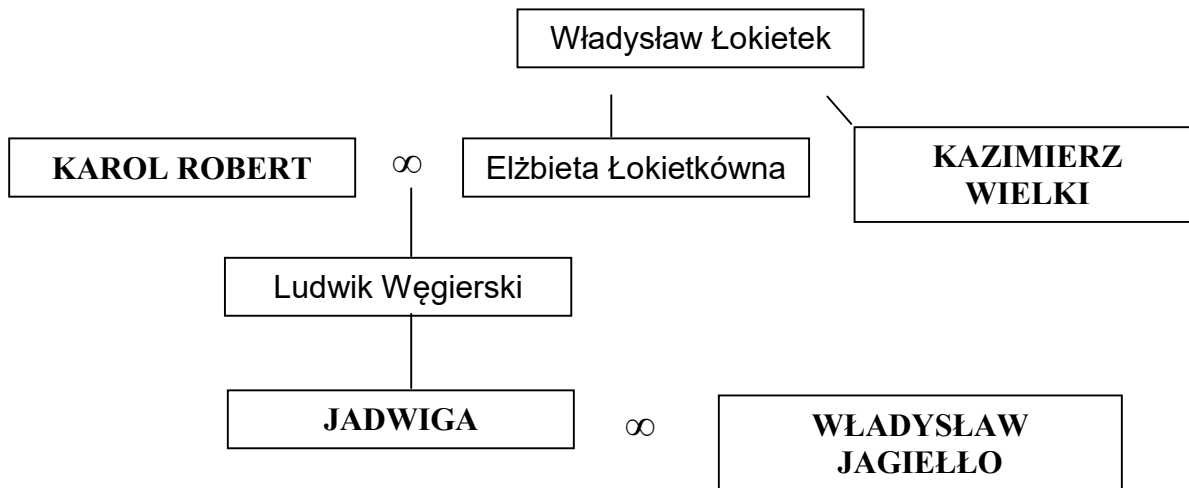 Władysław Łokietek
KAROL ROBERT
∞
Elżbieta Łokietkówna
KAZIMIERZ
WIELKI
Ludwik Węgierski
JADWIGA
∞
WŁADYSŁAW
JAGIEŁŁO